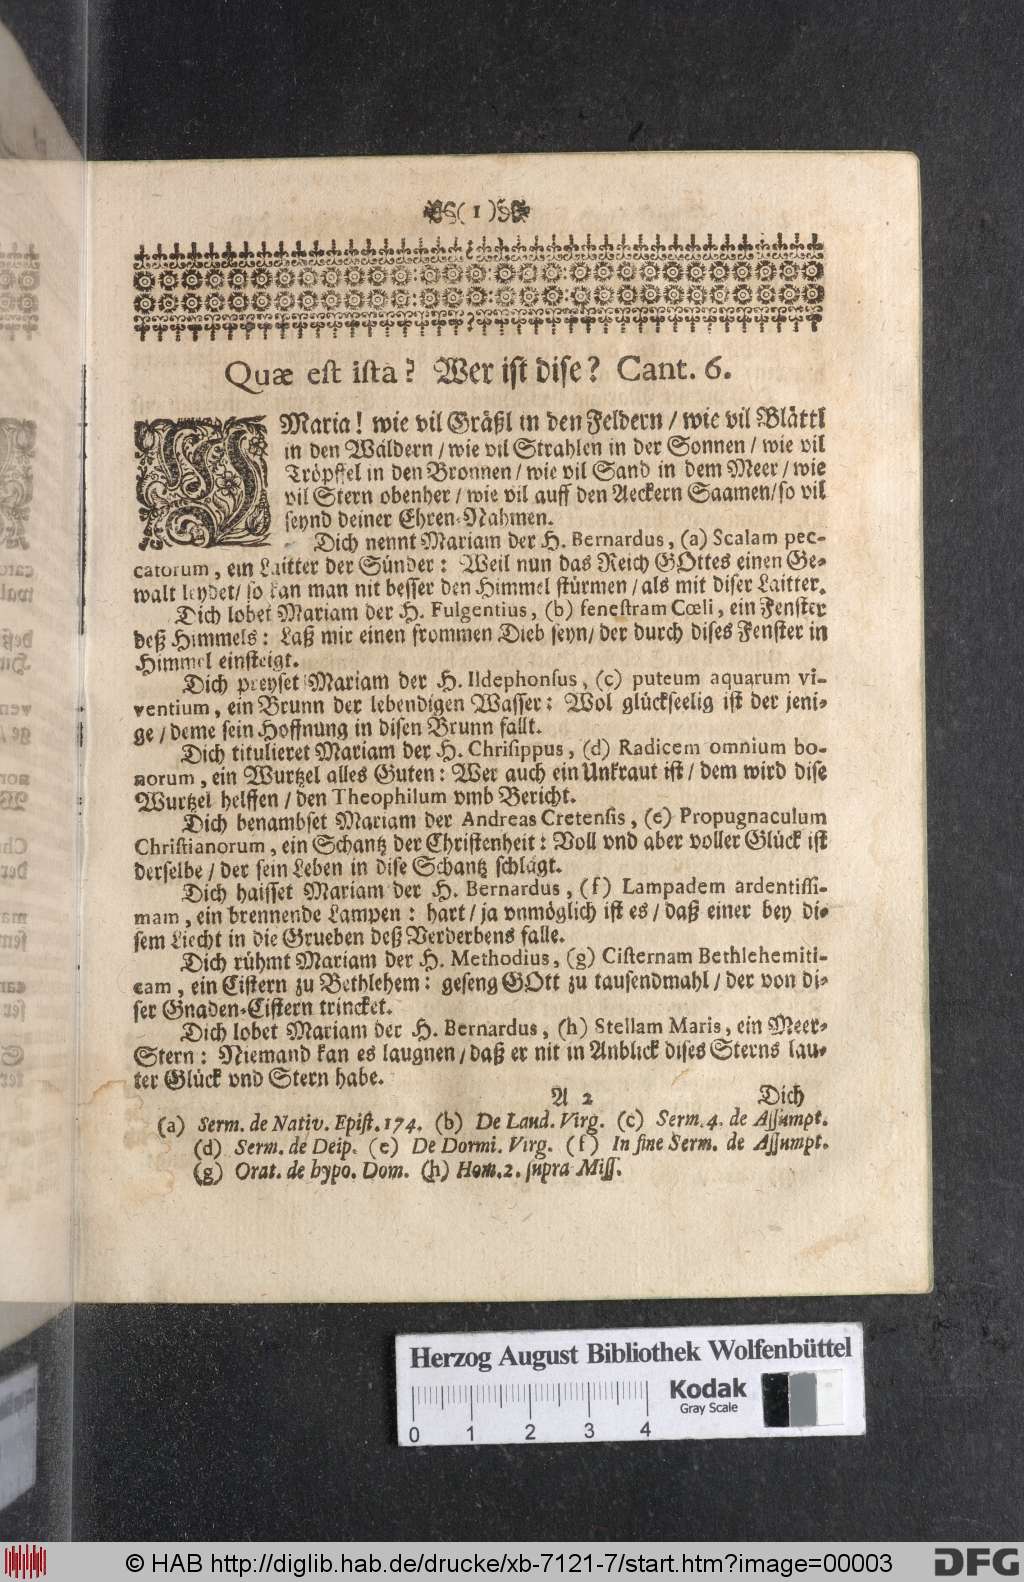 ( 1 )
Quæ est ista? Wer ist dise? Cant. 6.
Maria! wie vil Gräßl in den Feldern / wie vil Blättl
in den Wäldern / wie vil Strahlen in der Sonnen / wie vil
Tröpffel in den Bronnen / wie vil Sand in dem Meer / wie
vil Stern obenher / wie vil auff den Aeckern Saamen / so vil
seynd deiner Ehren-Nahmen.
Dich nennt Mariam der H. Bernardus, (a) Scalam pec-
catorum, ein Laitter der Sünder: Weil nun das Reich GOttes einen Ge-
walt leydet / so kan man nit besser den Himmel stürmen / als mit diser Laitter.
Dich lobet Mariam der H. Fulgentius, (b) fenestram Cœli, ein Fenster
deß Himmels: Laß mir einen frommen Dieb seyn / der durch dises Fenster in
Himmel einsteigt.
Dich preyset Mariam der H. Ildephonsus, (c) puteum aquarum vi-
ventium, ein Brunn der lebendigen Wasser: Wol glückseelig ist der jeni-
ge / deme sein Hoffnung in disen Brunn fallt.
Dich titulieret Mariam der H. Chrisippus, (d) Radicem omnium bo-
norum, ein Wurtzel alles Guten: Wer auch ein Unkraut ist / dem wird dise
Wurtzel helffen / den Theophilum vmb Bericht.
Dich benambset Mariam der Andreas Cretensis, (e) Propugnaculum
Christianorum, ein Schantz der Christenheit: Voll vnd aber voller Glück ist
derselbe / der sein Leben in dise Schantz schlägt.
Dich haisset Mariam der H. Bernardus, (f) Lampadem ardentissi-
mam, ein brennende Lampen: hart / ja vnmöglich ist es / daß einer bey di-
sem Liecht in die Grueben deß Verderbens falle.
Dich rühmt Mariam der H. Methodius, (g) Cisternam Bethlehemiti-
cam, ein Cistern zu Bethlehem: geseng GOtt zu tausendmahl / der von di-
ser Gnaden-Cistern trincket.
Dich lobet Mariam der H. Bernardus, (h) Stellam Maris, ein Meer-
Stern: Niemand kan es laugnen / daß er nit in Anblick dises Sterns lau-
ter Glück vnd Stern habe.
A 2 Dich
(a) Serm. de Nativ. Epist. 174. (b) De Laud. Virg. (c) Serm. 4. de Assumpt.
(d) Serm. de Deip. (e) De Dormi. Virg. (f) In fine Serm. de Assumpt.
(g) Orat. de hypo. Dom. (h) Hom. 2. supra Miss.
Herzog August Bibliothek Wolfenbüttel
Kodak
Gray Scale
0 1 2 3 4
© HAB http://diglib.hab.de/drucke/xb-7121-7/start.htm?image=00003
DFG